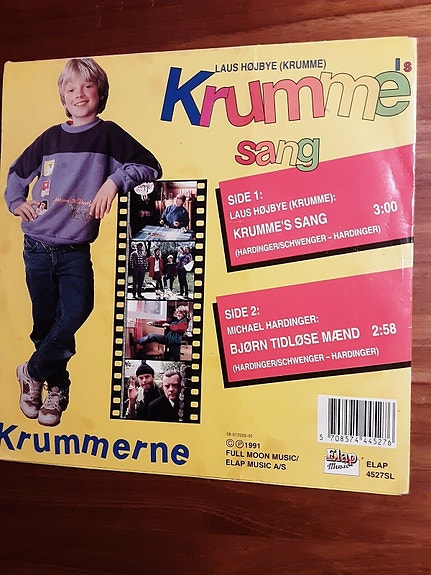 LAUS HØJBYE (KRUMME)
Krumme's
sang
SIDE 1:
LAUS HØJBYE (KRUMME):
KRUMME'S SANG 3:00
(HARDINGER/SCHWENGER – HARDINGER)
SIDE 2:
MICHAEL HARDINGER:
BJØRN TIDLØSE MÆND 2:58
(HARDINGER/SCHWENGER – HARDINGER)
Krummerne
© Ⓟ 1991
FULL MOON MUSIC/
ELAP MUSIC A/S
5 708574 445276
Elap
Music
ELAP
4527SL